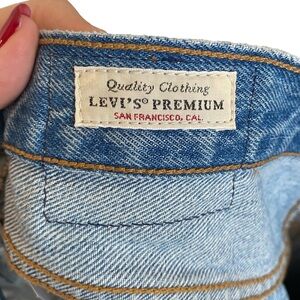 Quality Clothing
LEVI'S® PREMIUM
SAN FRANCISCO, CAL.